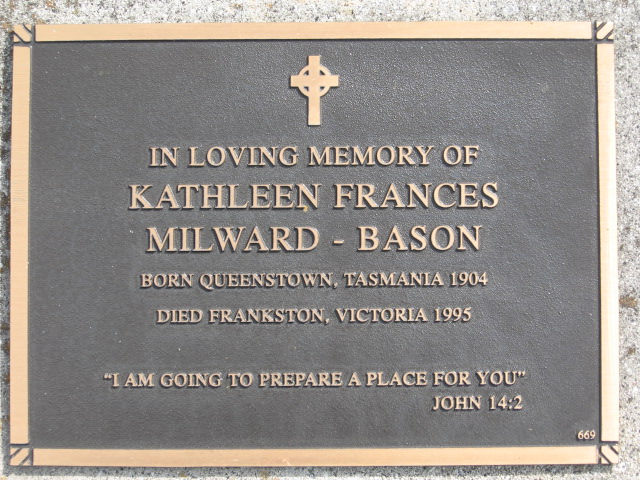 IN LOVING MEMORY OF
KATHLEEN FRANCES
MILWARD - BASON
BORN QUEENSTOWN, TASMANIA 1904
DIED FRANKSTON, VICTORIA 1995
"I AM GOING TO PREPARE A PLACE FOR YOU"
JOHN 14:2
669